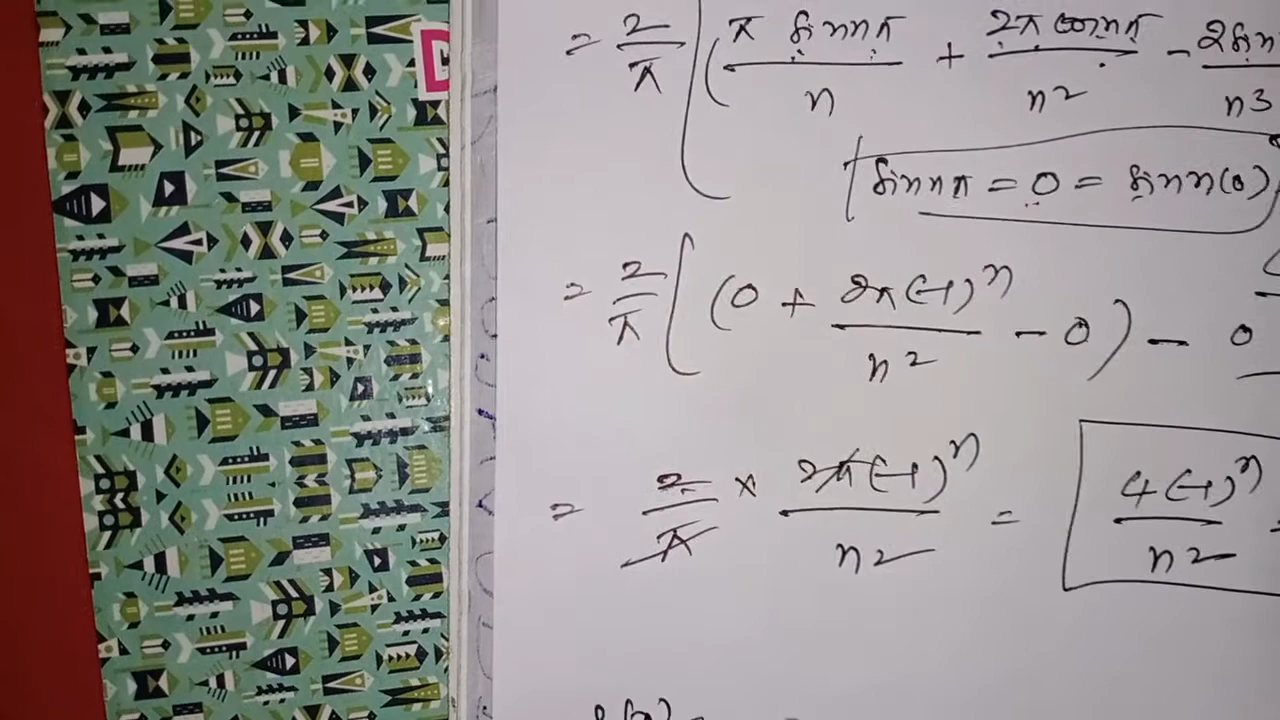 = 2/π ( π sin nπ / n + 2π cos nπ / n² - 2 sin / n³
sin nπ = 0 = sin n(0)
= 2/π [ (0 + 2π(-1)ⁿ / n² - 0) - 0
= 2/π × 2π(-1)ⁿ / n² = 4(-1)ⁿ / n²